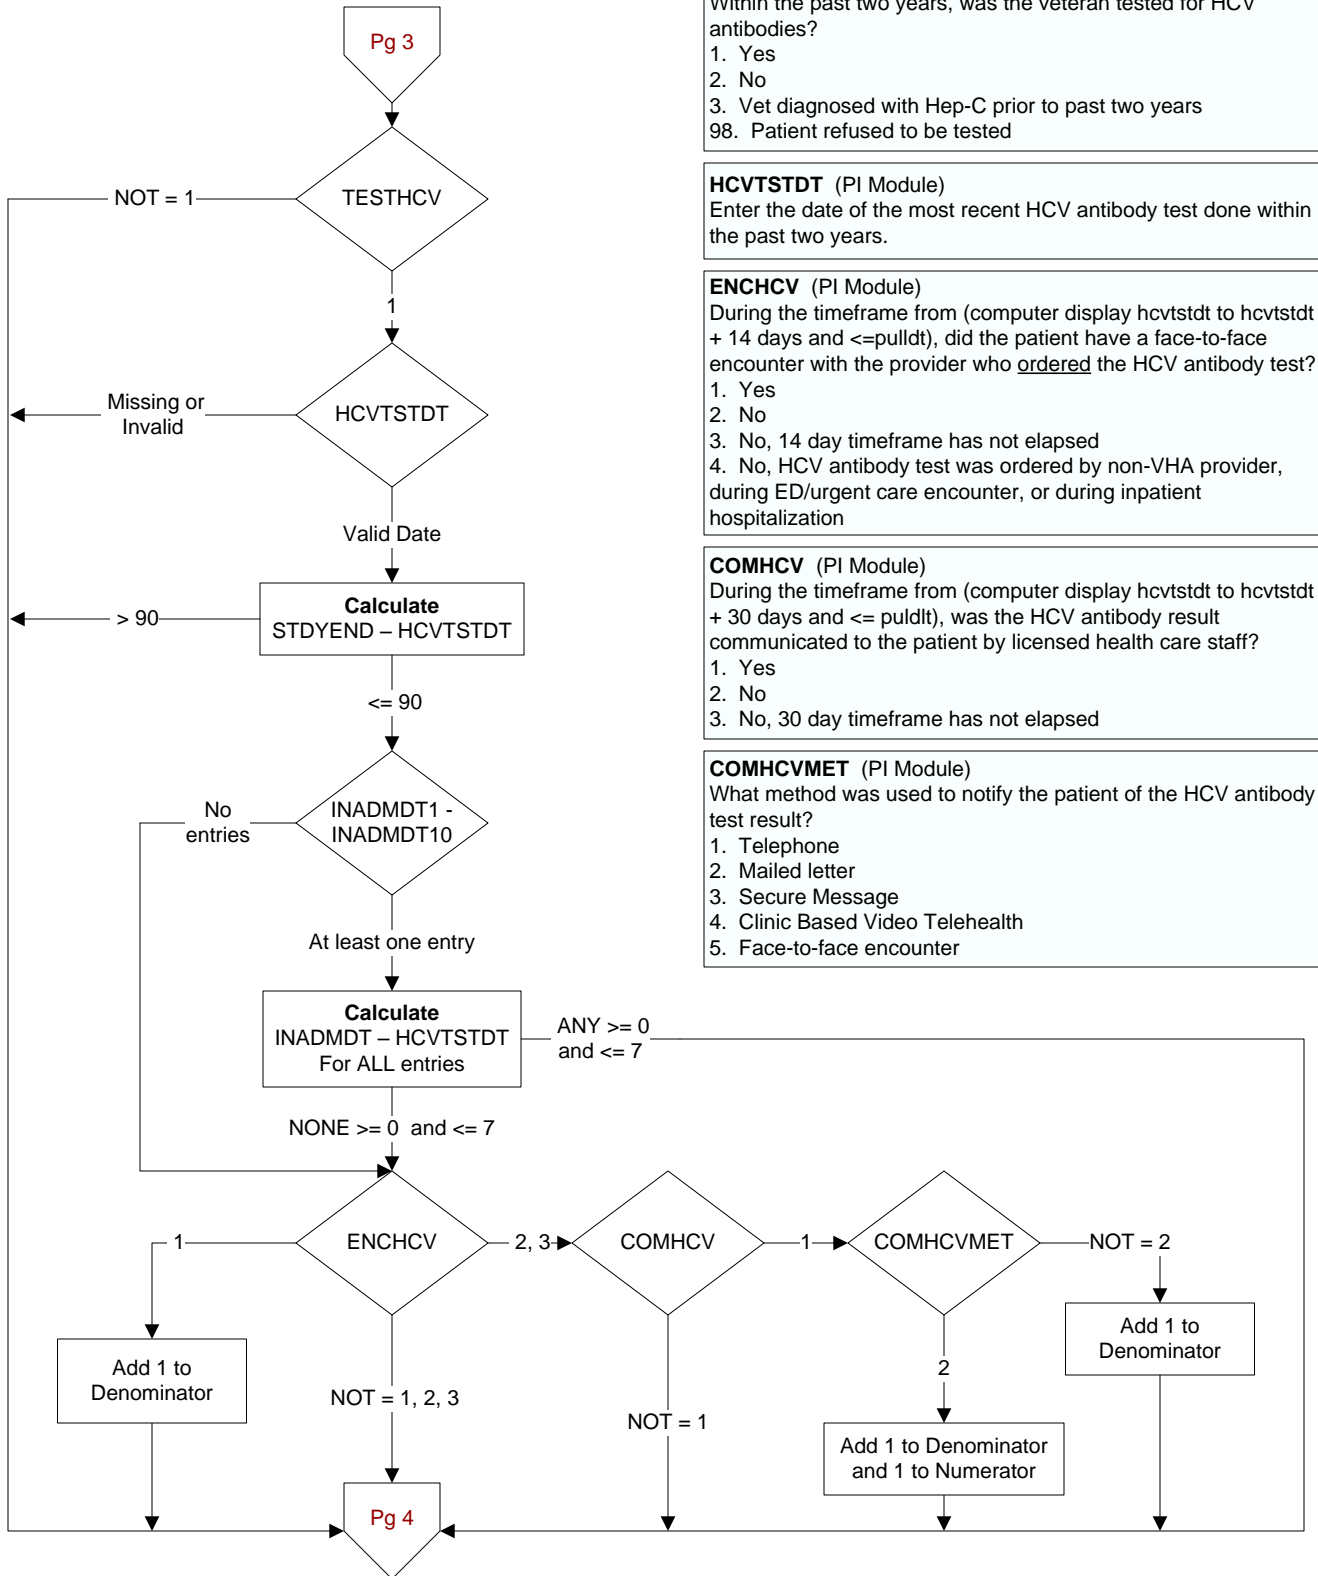 Pg 3
TESTHCV
NOT = 1
1
HCVTSTDT
Missing or
Invalid
Valid Date
Calculate
STDYEND – HCVTSTDT
> 90
<= 90
INADMDT1 -
INADMDT10
No
entries
At least one entry
Calculate
INADMDT – HCVTSTDT
For ALL entries
ANY >= 0
and <= 7
NONE >= 0 and <= 7
ENCHCV
1
2, 3
COMHCV
1
COMHCVMET
NOT = 2
Add 1 to
Denominator
NOT = 1, 2, 3
NOT = 1
2
Add 1 to Denominator
and 1 to Numerator
Add 1 to
Denominator
Pg 4
Within the past two years, was the veteran tested for HCV
antibodies?
1. Yes
2. No
3. Vet diagnosed with Hep-C prior to past two years
98. Patient refused to be tested
HCVTSTDT (PI Module)
Enter the date of the most recent HCV antibody test done within
the past two years.
ENCHCV (PI Module)
During the timeframe from (computer display hcvtstdt to hcvtstdt
+ 14 days and <=pulldt), did the patient have a face-to-face
encounter with the provider who ordered the HCV antibody test?
1. Yes
2. No
3. No, 14 day timeframe has not elapsed
4. No, HCV antibody test was ordered by non-VHA provider,
during ED/urgent care encounter, or during inpatient
hospitalization
COMHCV (PI Module)
During the timeframe from (computer display hcvtstdt to hcvtstdt
+ 30 days and <= puldlt), was the HCV antibody result
communicated to the patient by licensed health care staff?
1. Yes
2. No
3. No, 30 day timeframe has not elapsed
COMHCVMET (PI Module)
What method was used to notify the patient of the HCV antibody
test result?
1. Telephone
2. Mailed letter
3. Secure Message
4. Clinic Based Video Telehealth
5. Face-to-face encounter